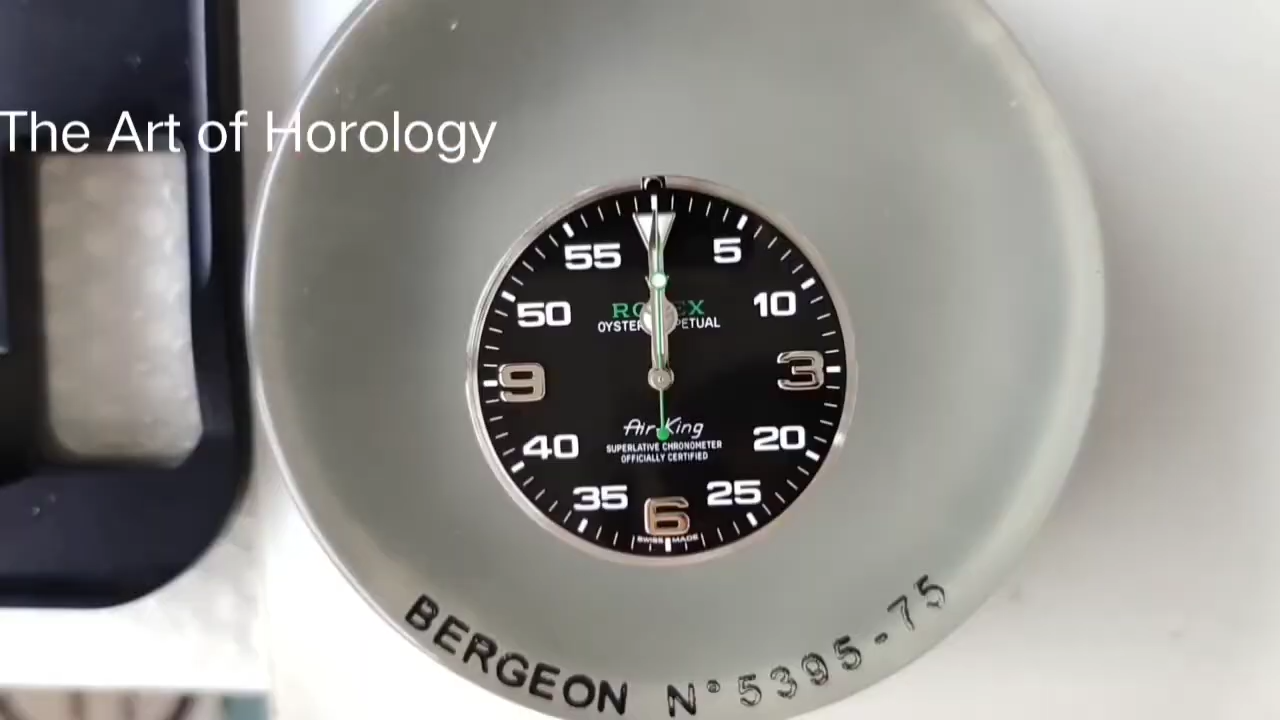 The Art of Horology
55
5
50
10
ROLEX
OYSTER PERPETUAL
9
3
Air-King
40
20
SUPERLATIVE CHRONOMETER
OFFICIALLY CERTIFIED
35
25
6
SWISS MADE
BERGEON N° 5395-75